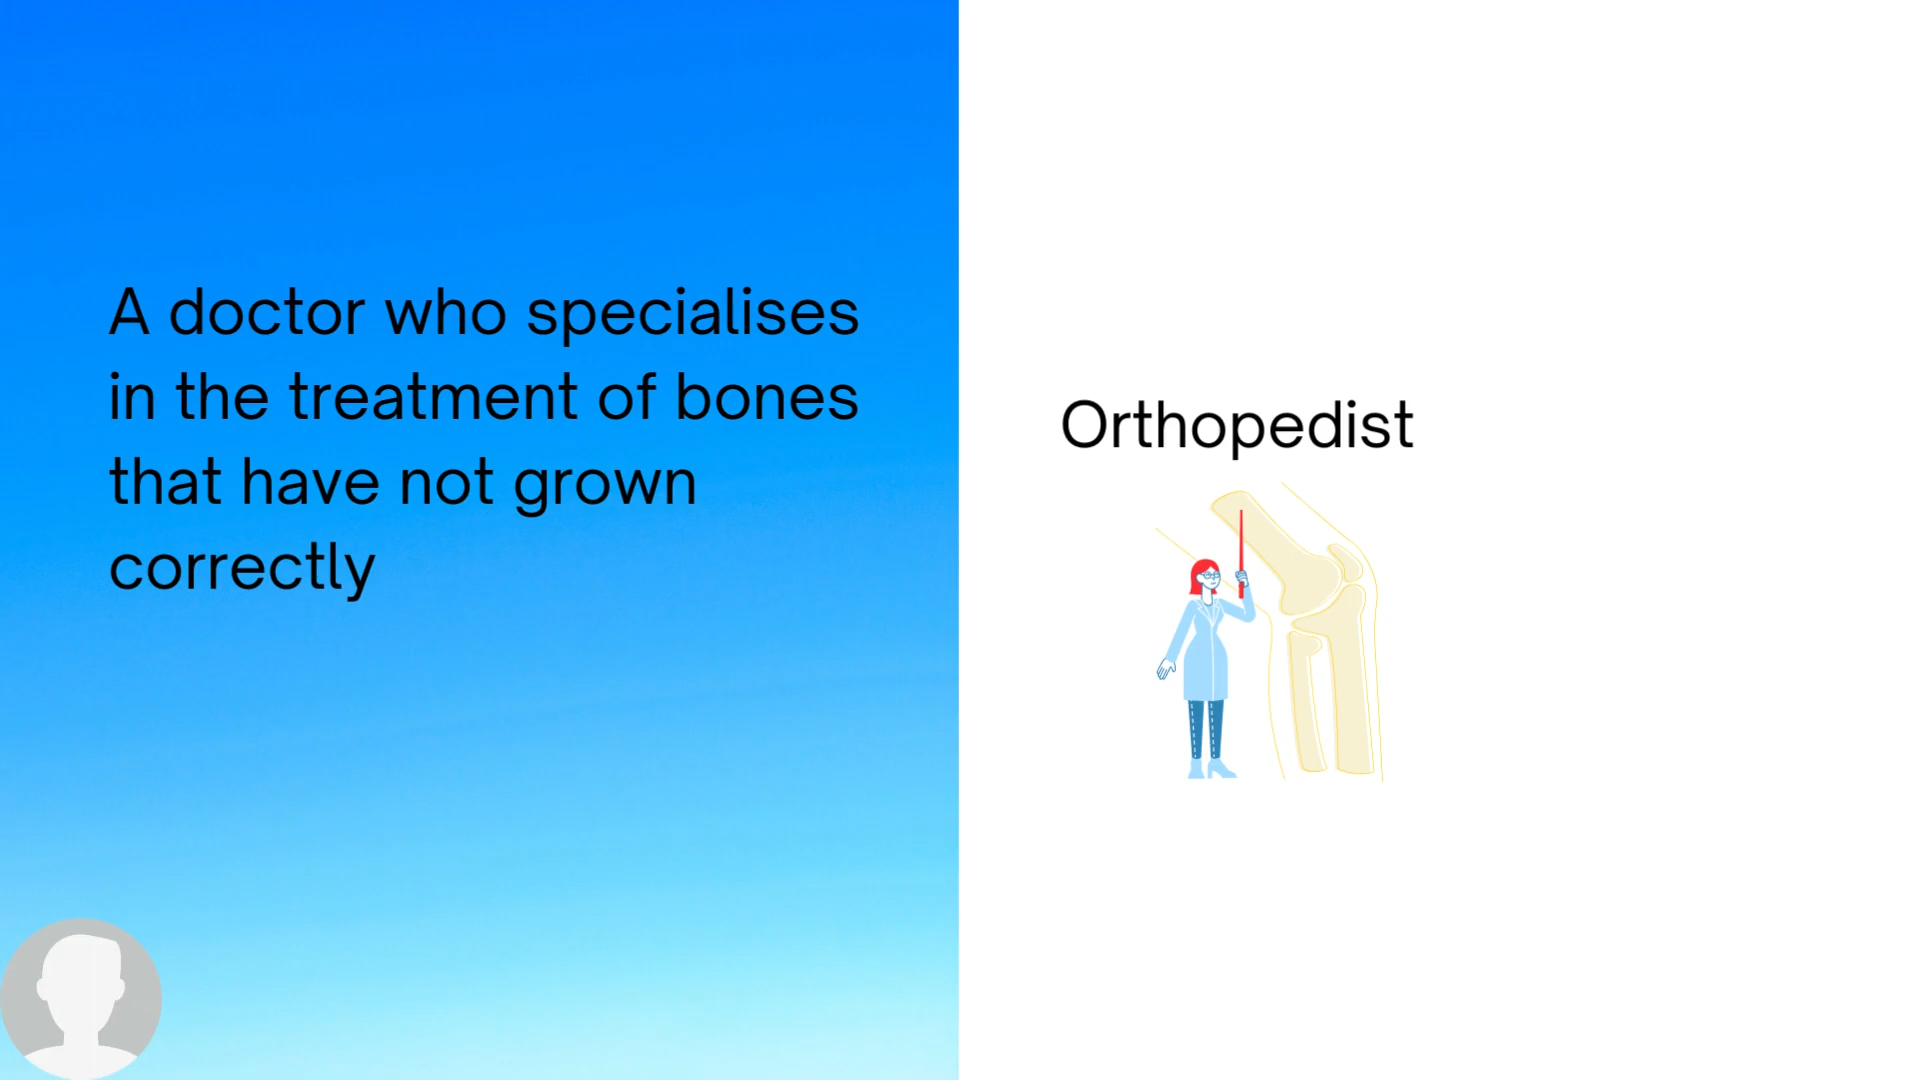 A doctor who specialises
in the treatment of bones
that have not grown
correctly
Orthopedist